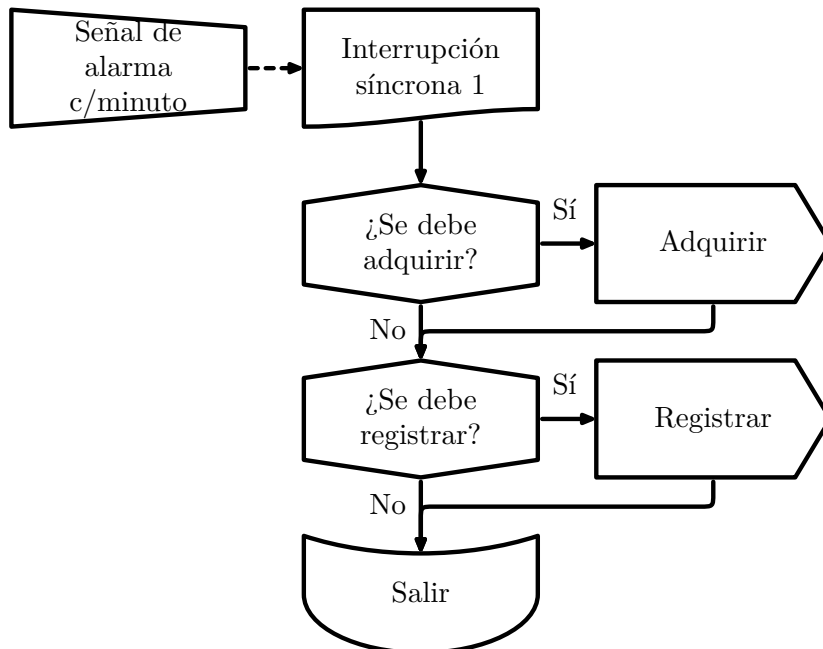 Señal de
alarma
c/minuto
Interrupción
síncrona 1
¿Se debe
adquirir?
Sí
Adquirir
No
¿Se debe
registrar?
Sí
Registrar
No
Salir